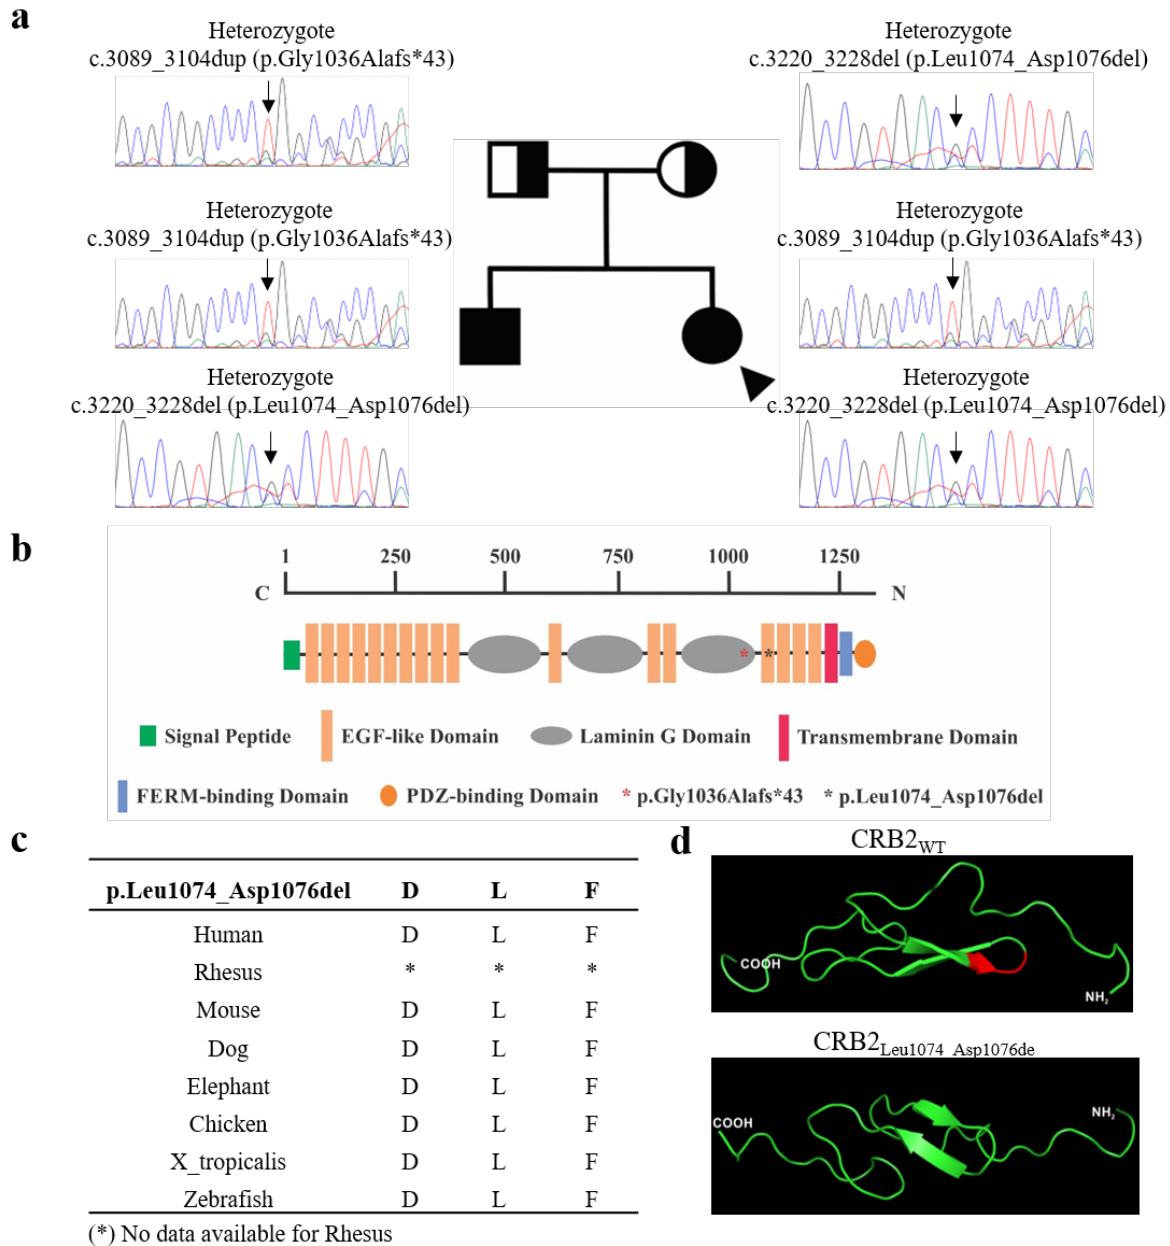 a
Heterozygote
c.3089_3104dup (p.Gly1036Alafs*43)
Heterozygote
c.3220_3228del (p.Leu1074_Asp1076del)
Heterozygote
c.3089_3104dup (p.Gly1036Alafs*43)
Heterozygote
c.3089_3104dup (p.Gly1036Alafs*43)
Heterozygote
c.3220_3228del (p.Leu1074_Asp1076del)
Heterozygote
c.3220_3228del (p.Leu1074_Asp1076del)
b
1 250 500 750 1000 1250
C N
* *
Signal Peptide EGF-like Domain Laminin G Domain Transmembrane Domain
FERM-binding Domain PDZ-binding Domain * p.Gly1036Alafs*43 * p.Leu1074_Asp1076del
c
p.Leu1074_Asp1076del D L F
Human D L F
Rhesus * * *
Mouse D L F
Dog D L F
Elephant D L F
Chicken D L F
X_tropicalis D L F
Zebrafish D L F
(*) No data available for Rhesus
d
CRB2WT
COOH
NH2
CRB2Leu1074_Asp1076de
COOH
NH2